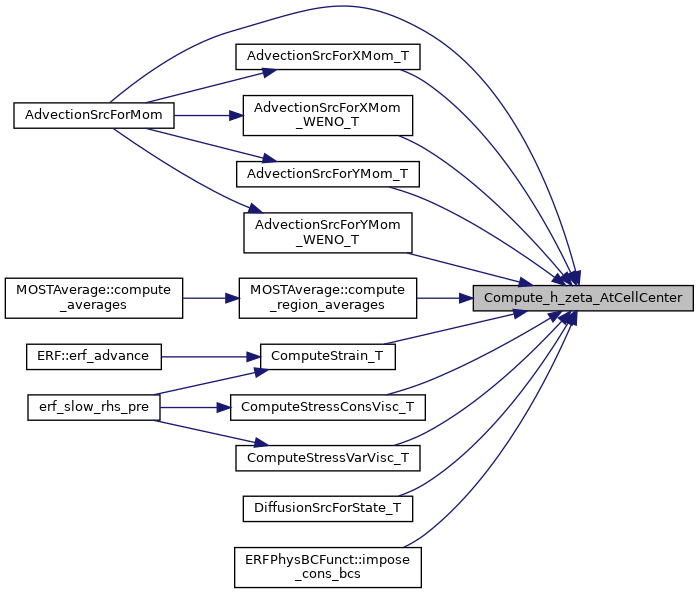 AdvectionSrcForXMom_T
AdvectionSrcForXMom
_WENO_T
AdvectionSrcForMom
AdvectionSrcForYMom_T
AdvectionSrcForYMom
_WENO_T
MOSTAverage::compute
_averages
MOSTAverage::compute
_region_averages
Compute_h_zeta_AtCellCenter
ERF::erf_advance
ComputeStrain_T
erf_slow_rhs_pre
ComputeStressConsVisc_T
ComputeStressVarVisc_T
DiffusionSrcForState_T
ERFPhysBCFunct::impose
_cons_bcs